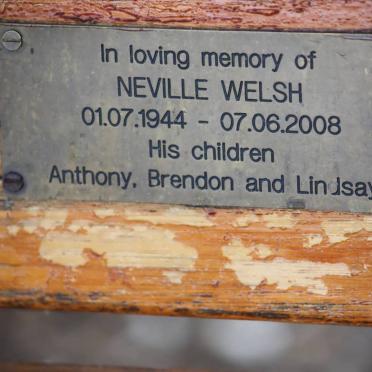 In loving memory of
NEVILLE WELSH
01.07.1944 - 07.06.2008
His children
Anthony, Brendon and Lindsay